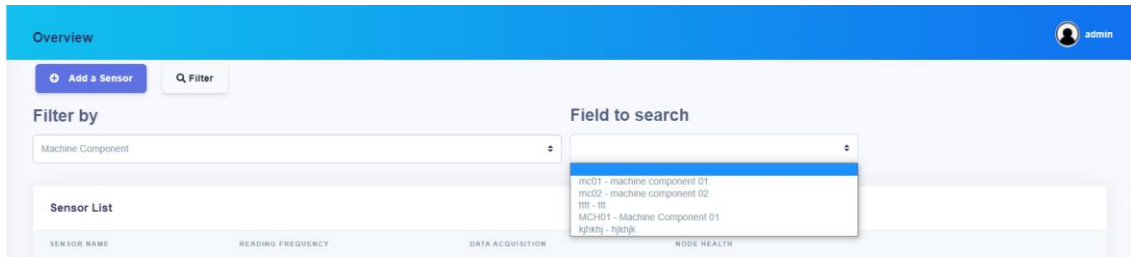 Overview
admin
Add a Sensor
Filter
Filter by
Field to search
Machine Component
mc01 - machine component 01
mc02 - machine component 02
tttt - ttt
MCH01 - Machine Component 01
kjhkhj - hjkhjk
Sensor List
SENSOR NAME READING FREQUENCY DATA ACQUISITION NODE HEALTH